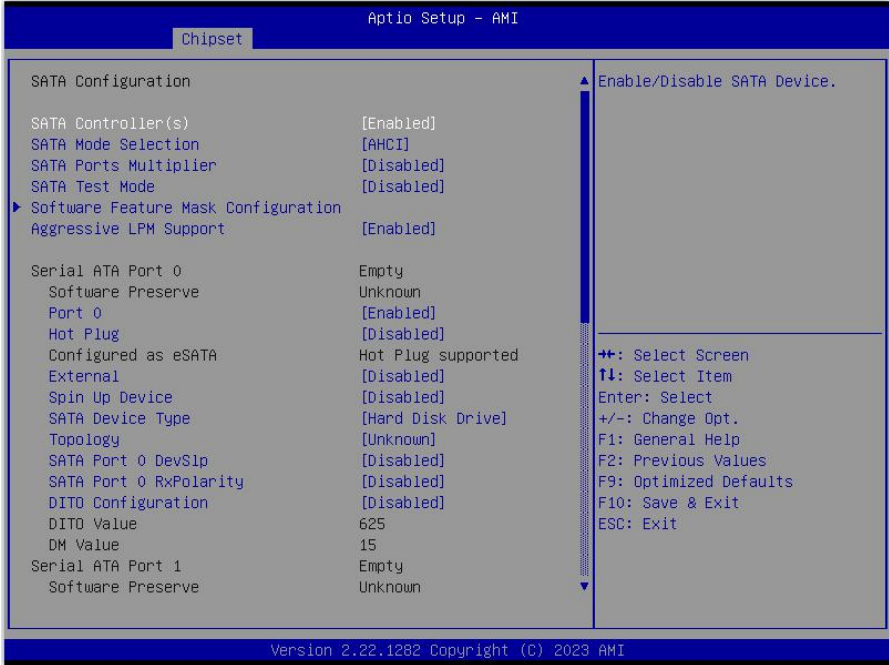 Aptio Setup – AMI
Chipset
SATA Configuration
SATA Controller(s) [Enabled]
SATA Mode Selection [AHCI]
SATA Ports Multiplier [Disabled]
SATA Test Mode [Disabled]
Software Feature Mask Configuration
Aggressive LPM Support [Enabled]
Serial ATA Port 0 Empty
Software Preserve Unknown
Port 0 [Enabled]
Hot Plug [Disabled]
Configured as eSATA Hot Plug supported
External [Disabled]
Spin Up Device [Disabled]
SATA Device Type [Hard Disk Drive]
Topology [Unknown]
SATA Port 0 DevSlp [Disabled]
SATA Port 0 RxPolarity [Disabled]
DITO Configuration [Disabled]
DITO Value 625
DM Value 15
Serial ATA Port 1 Empty
Software Preserve Unknown
Enable/Disable SATA Device.
→←: Select Screen
↑↓: Select Item
Enter: Select
+/-: Change Opt.
F1: General Help
F2: Previous Values
F9: Optimized Defaults
F10: Save & Exit
ESC: Exit
Version 2.22.1282 Copyright (C) 2023 AMI